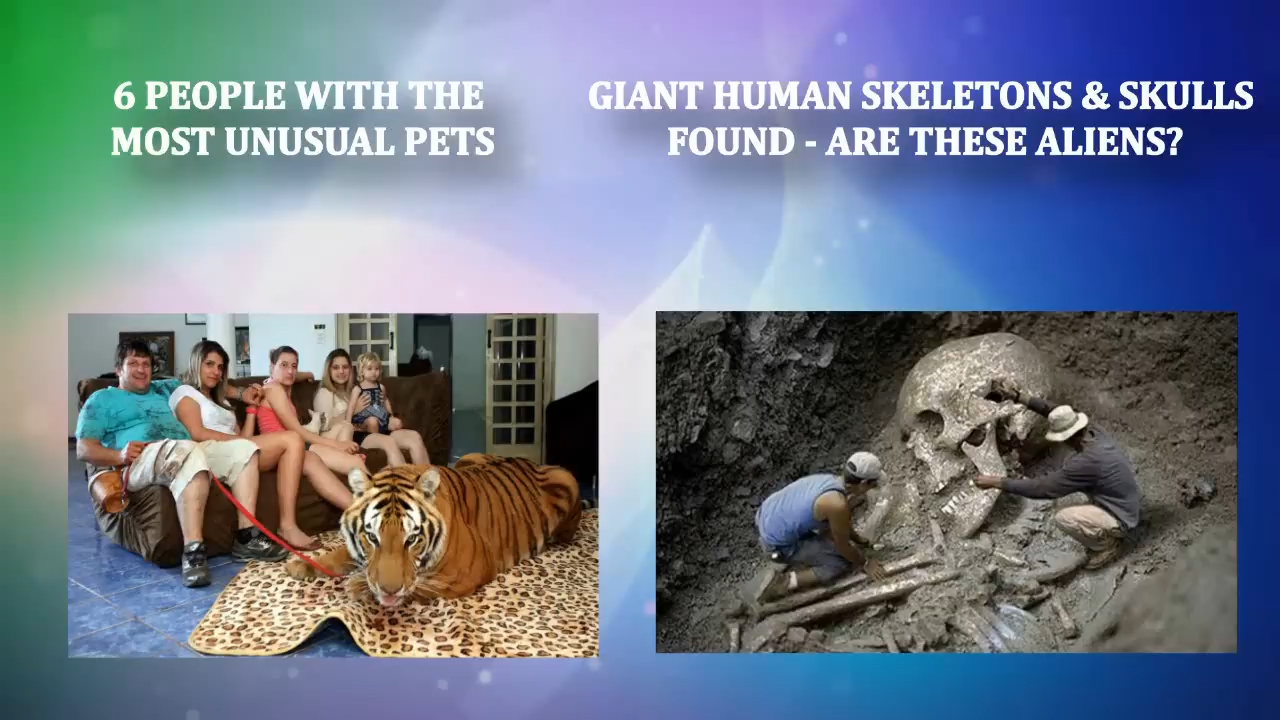 6 PEOPLE WITH THE
MOST UNUSUAL PETS
GIANT HUMAN SKELETONS & SKULLS
FOUND - ARE THESE ALIENS?